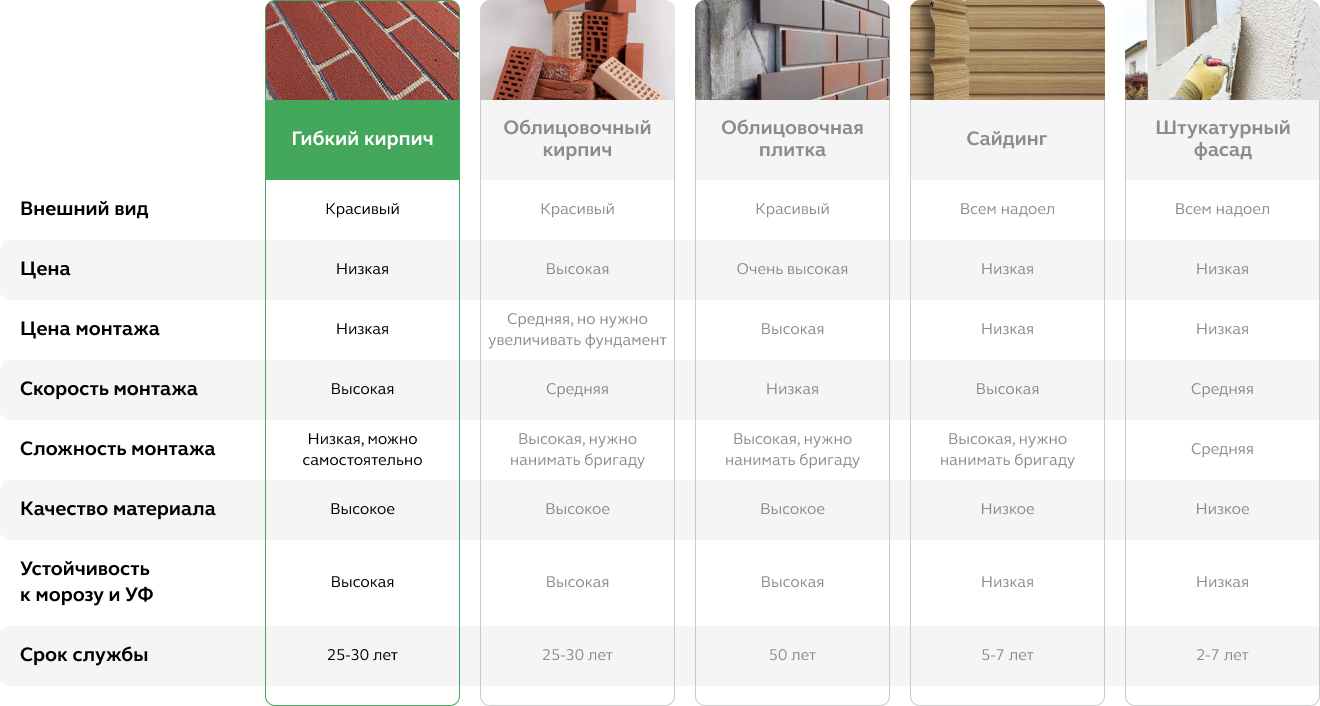 Гибкий кирпич
Облицовочный
кирпич
Облицовочная
плитка
Сайдинг
Штукатурный
фасад
Внешний вид
Красивый
Красивый
Красивый
Всем надоел
Всем надоел
Цена
Низкая
Высокая
Очень высокая
Низкая
Низкая
Цена монтажа
Низкая
Средняя, но нужно
увеличивать фундамент
Высокая
Низкая
Низкая
Скорость монтажа
Высокая
Средняя
Низкая
Высокая
Средняя
Сложность монтажа
Низкая, можно
самостоятельно
Высокая, нужно
нанимать бригаду
Высокая, нужно
нанимать бригаду
Высокая, нужно
нанимать бригаду
Средняя
Качество материала
Высокое
Высокое
Высокое
Низкое
Низкое
Устойчивость
к морозу и УФ
Высокая
Высокая
Высокая
Низкая
Низкая
Срок службы
25-30 лет
25-30 лет
50 лет
5-7 лет
2-7 лет